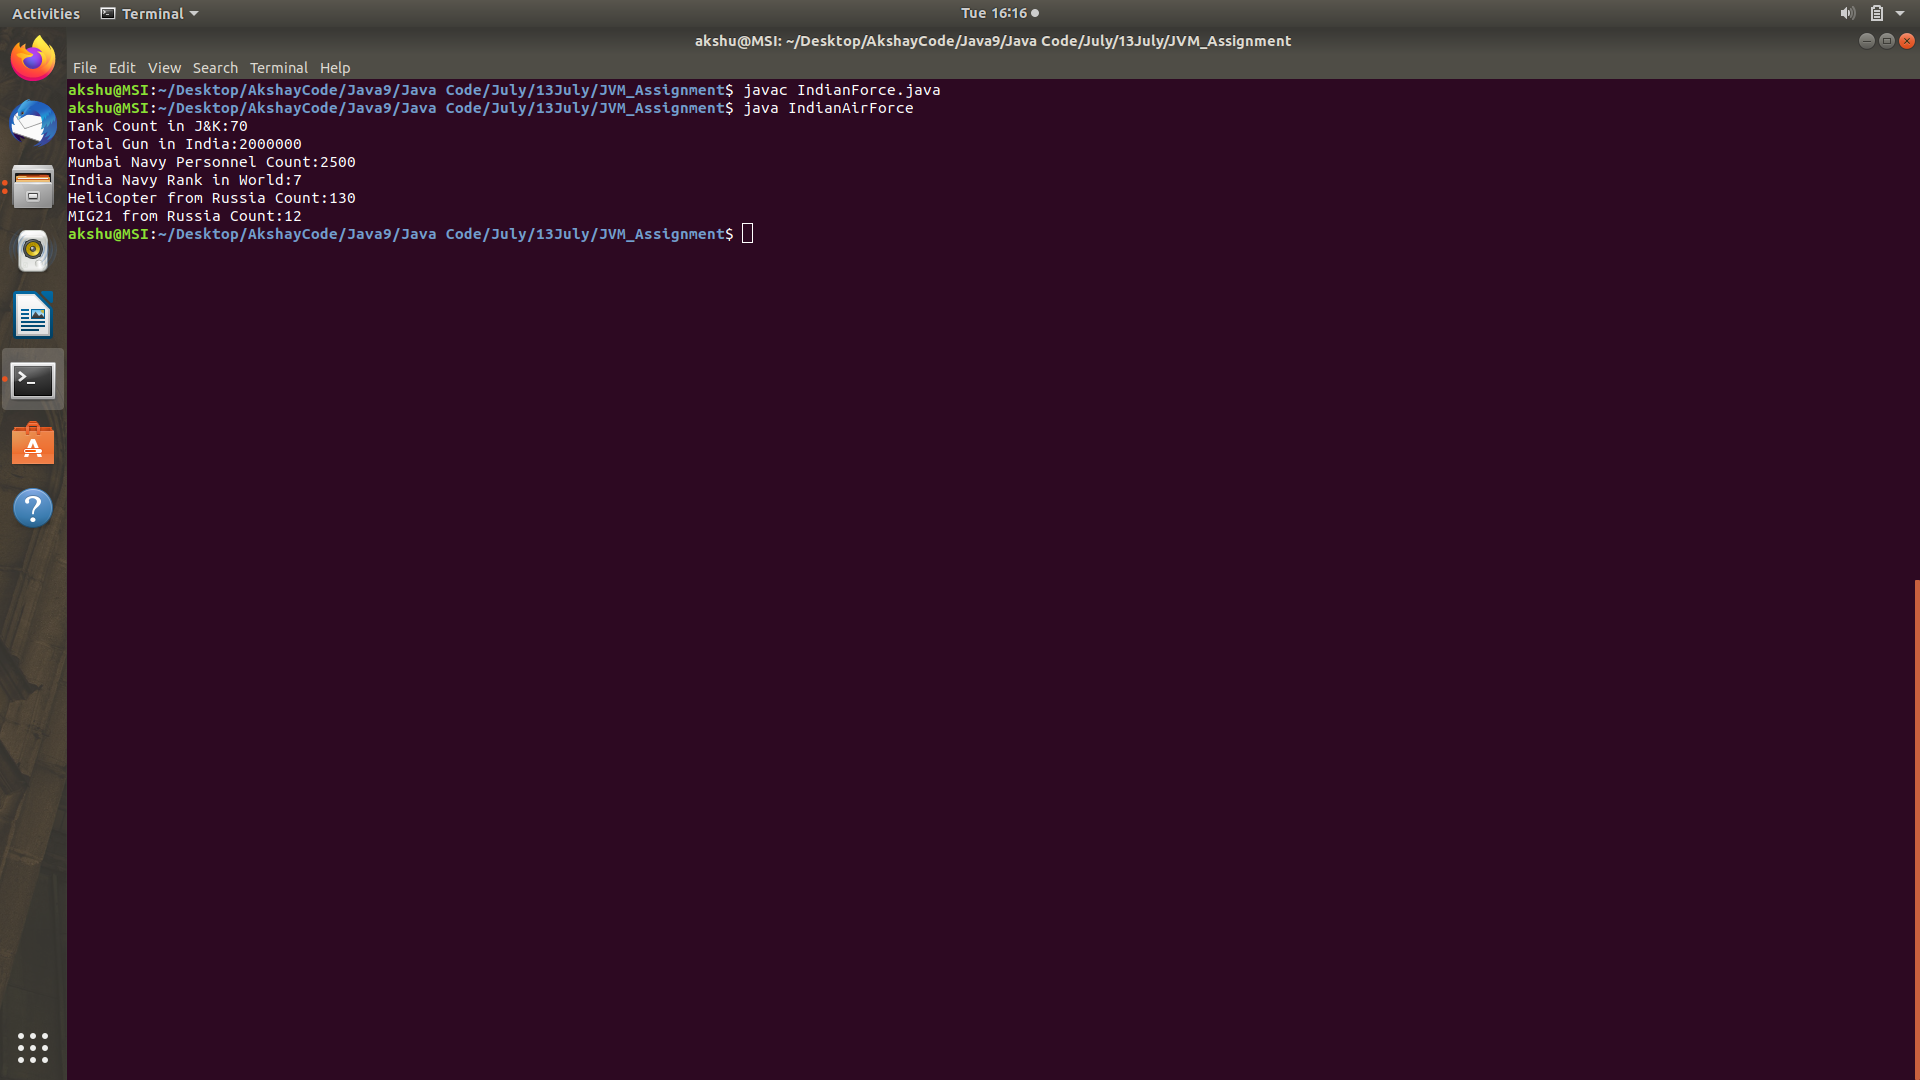 Activities Terminal Tue 16:16
akshu@MSI: ~/Desktop/AkshayCode/Java9/Java Code/July/13July/JVM_Assignment
File Edit View Search Terminal Help
akshu@MSI:~/Desktop/AkshayCode/Java9/Java Code/July/13July/JVM_Assignment$ javac IndianForce.java
akshu@MSI:~/Desktop/AkshayCode/Java9/Java Code/July/13July/JVM_Assignment$ java IndianAirForce
Tank Count in J&K:70
Total Gun in India:2000000
Mumbai Navy Personnel Count:2500
India Navy Rank in World:7
HeliCopter from Russia Count:130
MIG21 from Russia Count:12
akshu@MSI:~/Desktop/AkshayCode/Java9/Java Code/July/13July/JVM_Assignment$